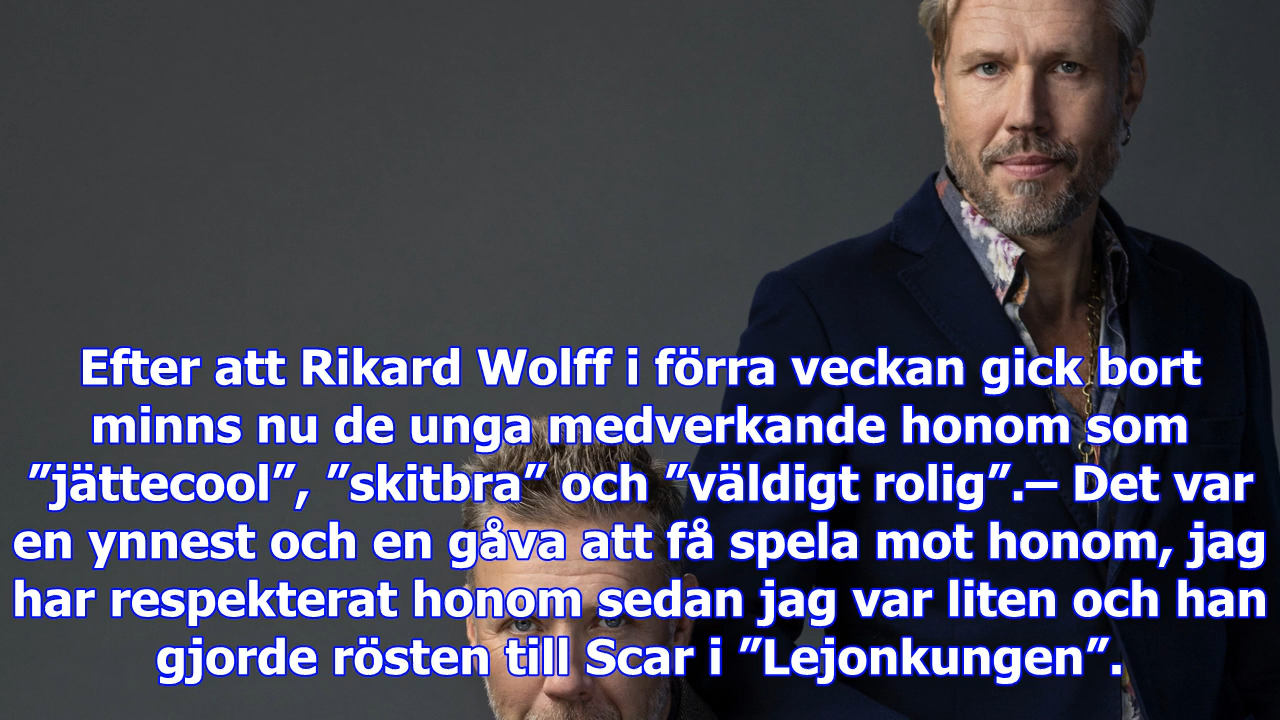 Efter att Rikard Wolff i förra veckan gick bort
minns nu de unga medverkande honom som
”jättecool”, ”skitbra” och ”väldigt rolig”.– Det var
en ynnest och en gåva att få spela mot honom, jag
har respekterat honom sedan jag var liten och han
gjorde rösten till Scar i ”Lejonkungen”.